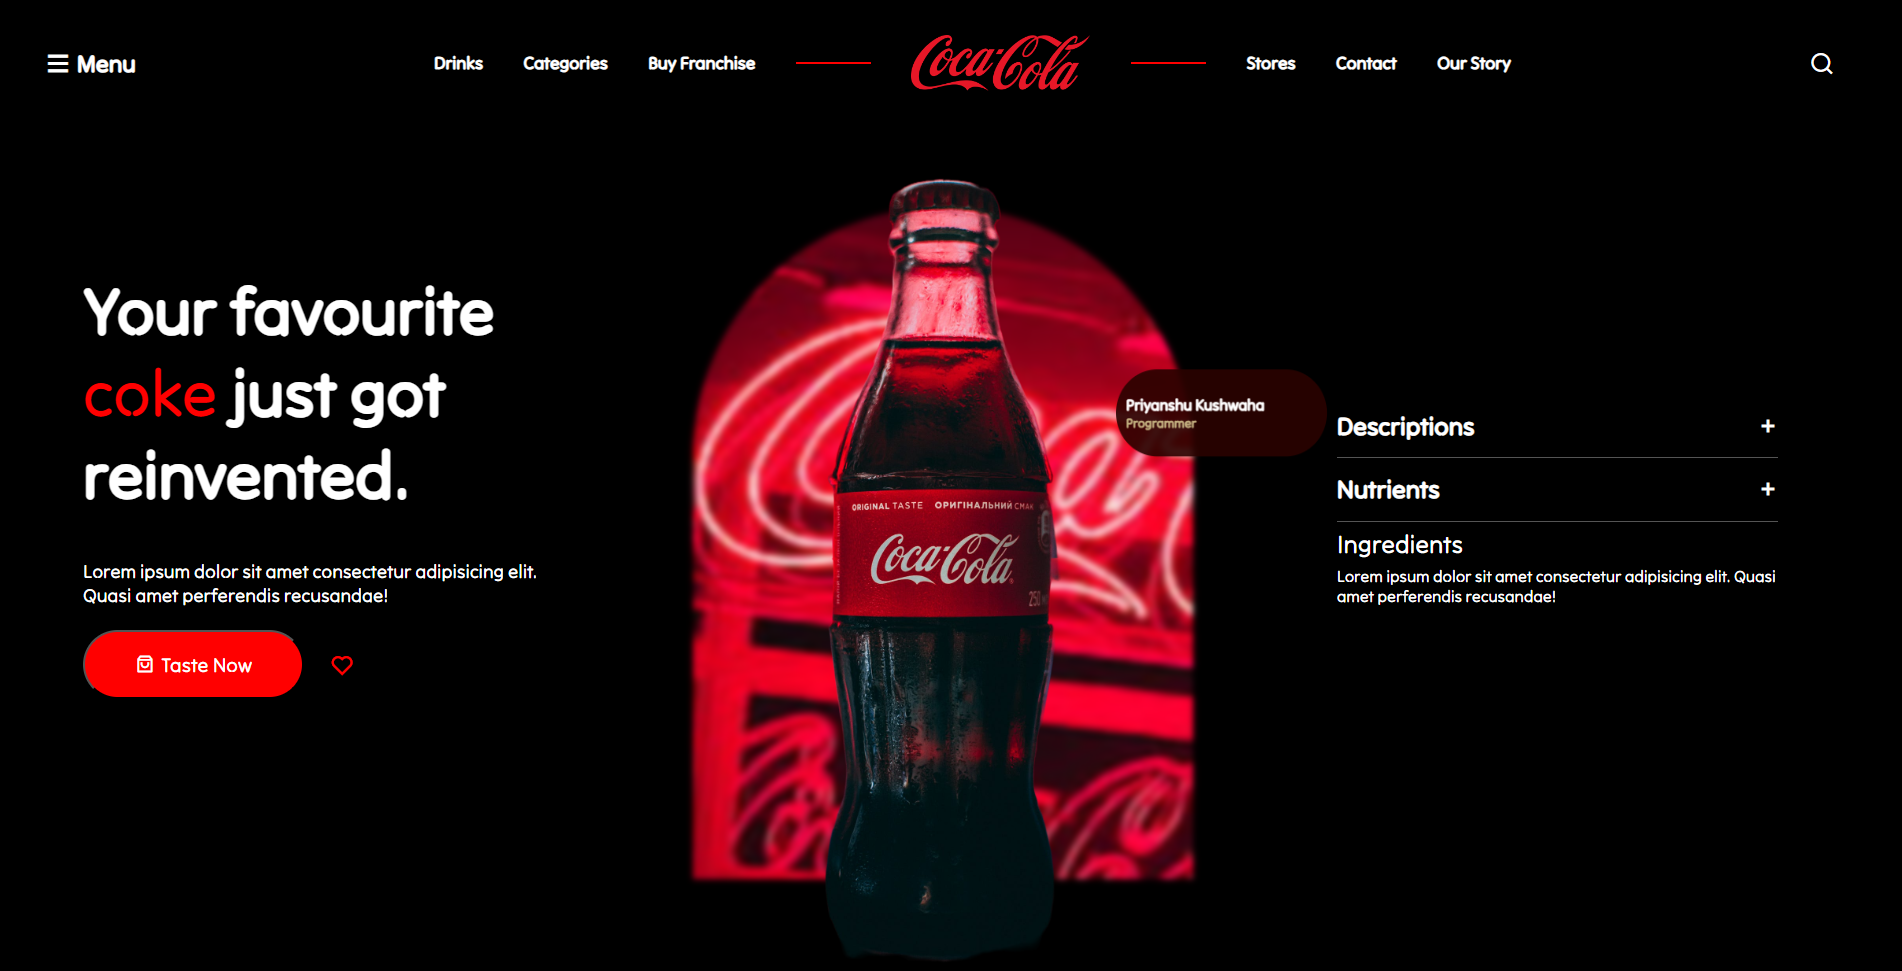 Menu
Drinks
Categories
Buy Franchise
Coca-Cola
Stores
Contact
Our Story
Your favourite
coke just got
reinvented.
Lorem ipsum dolor sit amet consectetur adipisicing elit.
Quasi amet perferendis recusandae!
Taste Now
ORIGINAL TASTE ОРИГІНАЛЬНИЙ СМАК
Coca-Cola
250
Priyanshu Kushwaha
Programmer
Descriptions +
Nutrients +
Ingredients
Lorem ipsum dolor sit amet consectetur adipisicing elit. Quasi
amet perferendis recusandae!